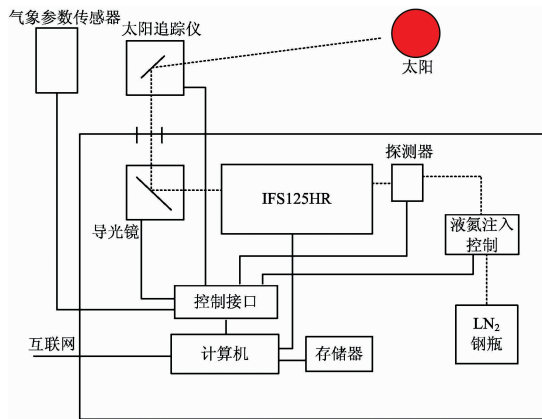 气象参数传感器
太阳追踪仪
太阳
探测器
IFS125HR
导光镜
液氮注入
控制
控制接口
LN₂
钢瓶
互联网
计算机
存储器